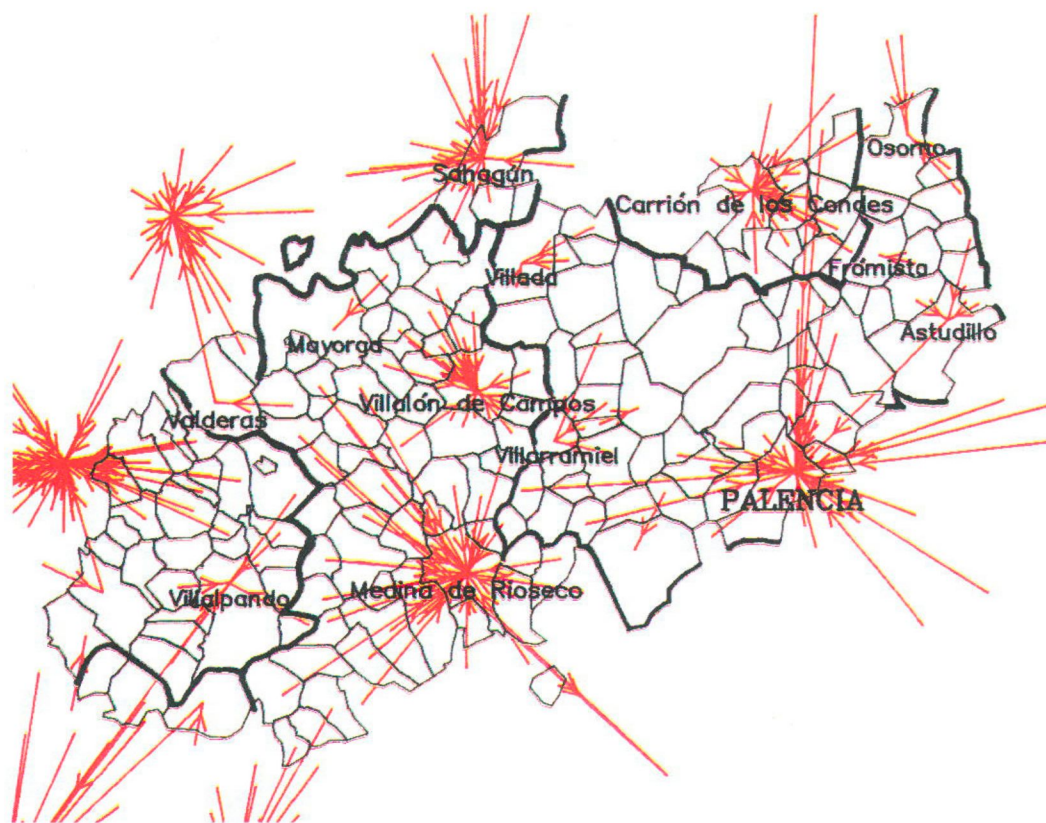 Osorno
Sahagún
Carrión de los Condes
Villada
Frómista
Astudillo
Mayorga
Villalón de Campos
Valderas
Villarramiel
PALENCIA
Villalpando
Medina de Rioseco